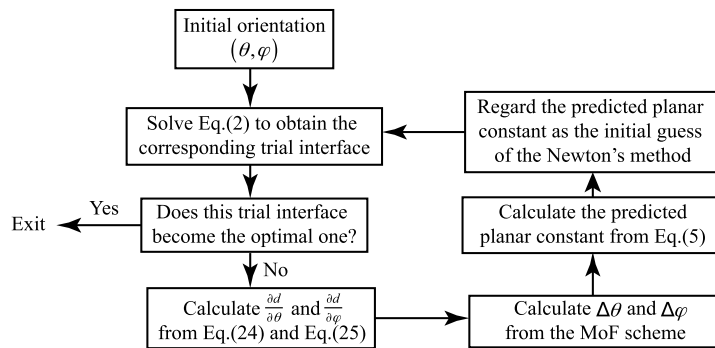 Initial orientation
(θ,φ)
Solve Eq.(2) to obtain the
corresponding trial interface
Does this trial interface
become the optimal one?
Yes
Exit
No
Calculate ∂d/∂θ and ∂d/∂φ
from Eq.(24) and Eq.(25)
Calculate Δθ and Δφ
from the MoF scheme
Calculate the predicted
planar constant from Eq.(5)
Regard the predicted planar
constant as the initial guess
of the Newton's method